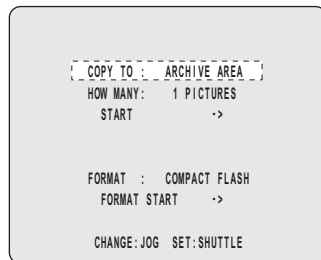 COPY TO : ARCHIVE AREA
HOW MANY: 1 PICTURES
START ->
FORMAT : COMPACT FLASH
FORMAT START ->
CHANGE:JOG SET:SHUTTLE